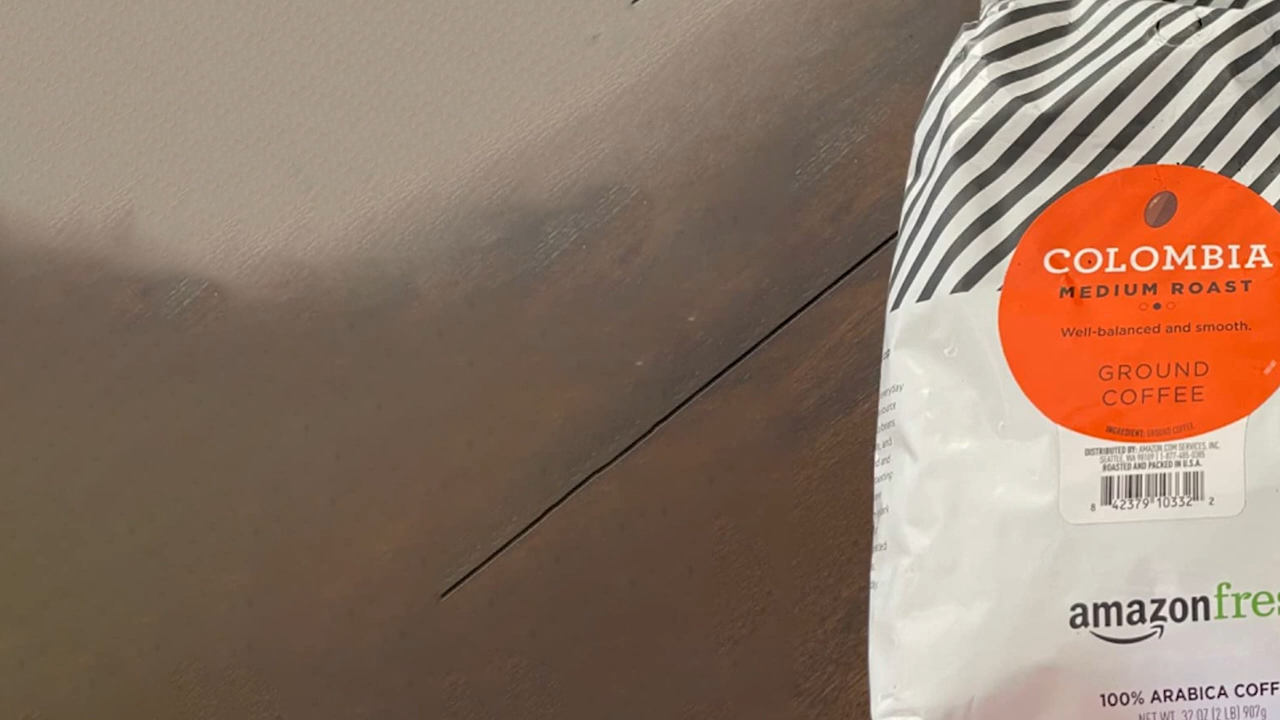 COLOMBIA
MEDIUM ROAST
Well-balanced and smooth.
GROUND
COFFEE
INGREDIENT: GROUND COFFEE.
DISTRIBUTED BY: AMAZON.COM SERVICES, INC.
SEATTLE, WA 98109 | 1-877-485-0385
ROASTED AND PACKED IN U.S.A.
8 42379 10332 2
amazonfres
100% ARABICA COFF
NET WT. 32 OZ (2 LB) 907g